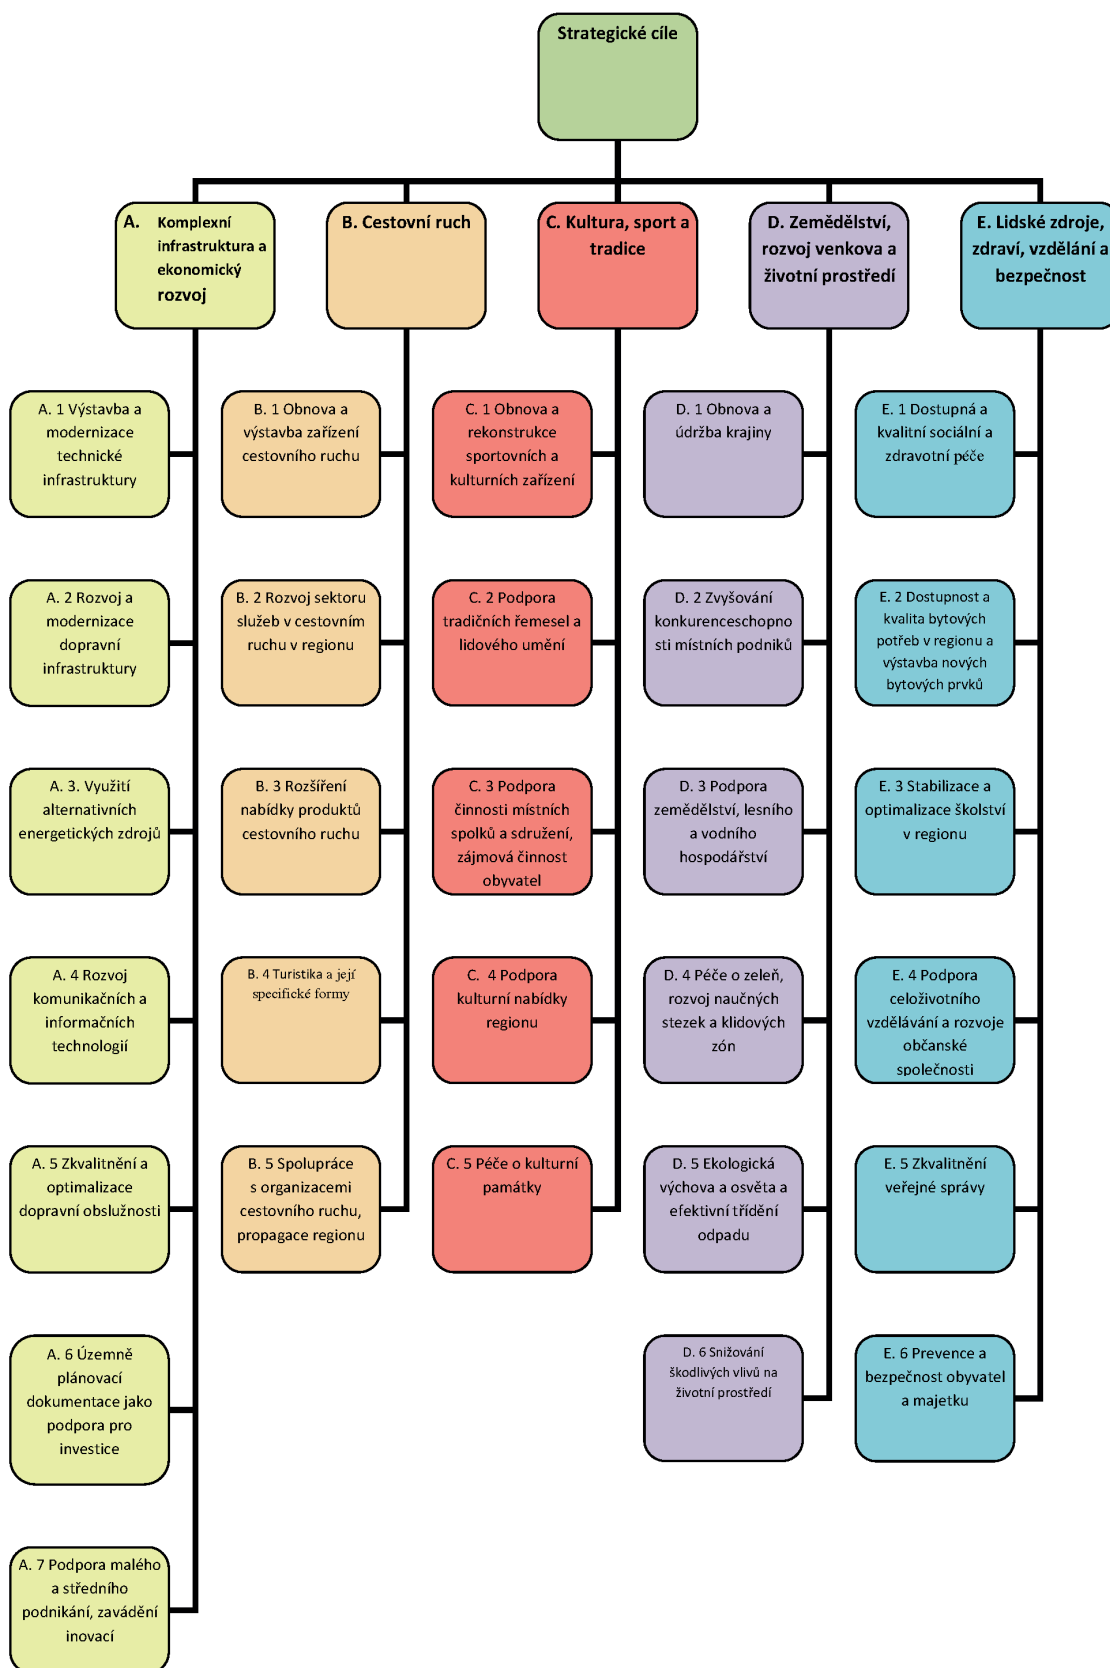 Strategické cíle
A. Komplexní
infrastruktura a
ekonomický
rozvoj
B. Cestovní ruch
C. Kultura, sport a
tradice
D. Zemědělství,
rozvoj venkova a
životní prostředí
E. Lidské zdroje,
zdraví, vzdělání a
bezpečnost
A. 1 Výstavba a
modernizace
technické
infrastruktury
B. 1 Obnova a
výstavba zařízení
cestovního ruchu
C. 1 Obnova a
rekonstrukce
sportovních a
kulturních zařízení
D. 1 Obnova a
údržba krajiny
E. 1 Dostupná a
kvalitní sociální a
zdravotní péče
A. 2 Rozvoj a
modernizace
dopravní
infrastruktury
B. 2 Rozvoj sektoru
služeb v cestovním
ruchu v regionu
C. 2 Podpora
tradičních řemesel a
lidového umění
D. 2 Zvyšování
konkurenceschopno
sti místních podniků
E. 2 Dostupnost a
kvalita bytových
potřeb v regionu a
výstavba nových
bytových prvků
A. 3. Využití
alternativních
energetických zdrojů
B. 3 Rozšíření
nabídky produktů
cestovního ruchu
C. 3 Podpora
činnosti místních
spolků a sdružení,
zájmová činnost
obyvatel
D. 3 Podpora
zemědělství, lesního
a vodního
hospodářství
E. 3 Stabilizace a
optimalizace školství
v regionu
A. 4 Rozvoj
komunikačních a
informačních
technologií
B. 4 Turistika a její
specifické formy
C. 4 Podpora
kulturní nabídky
regionu
D. 4 Péče o zeleň,
rozvoj naučných
stezek a klidových
zón
E. 4 Podpora
celoživotního
vzdělávání a rozvoje
občanské
společnosti
A. 5 Zkvalitnění a
optimalizace
dopravní obslužnosti
B. 5 Spolupráce
s organizacemi
cestovního ruchu,
propagace regionu
C. 5 Péče o kulturní
památky
D. 5 Ekologická
výchova a osvěta a
efektivní třídění
odpadu
E. 5 Zkvalitnění
veřejné správy
A. 6 Územně
plánovací
dokumentace jako
podpora pro
investice
D. 6 Snižování
škodlivých vlivů na
životní prostředí
E. 6 Prevence a
bezpečnost obyvatel
a majetku
A. 7 Podpora malého
a středního
podnikání, zavádění
inovací